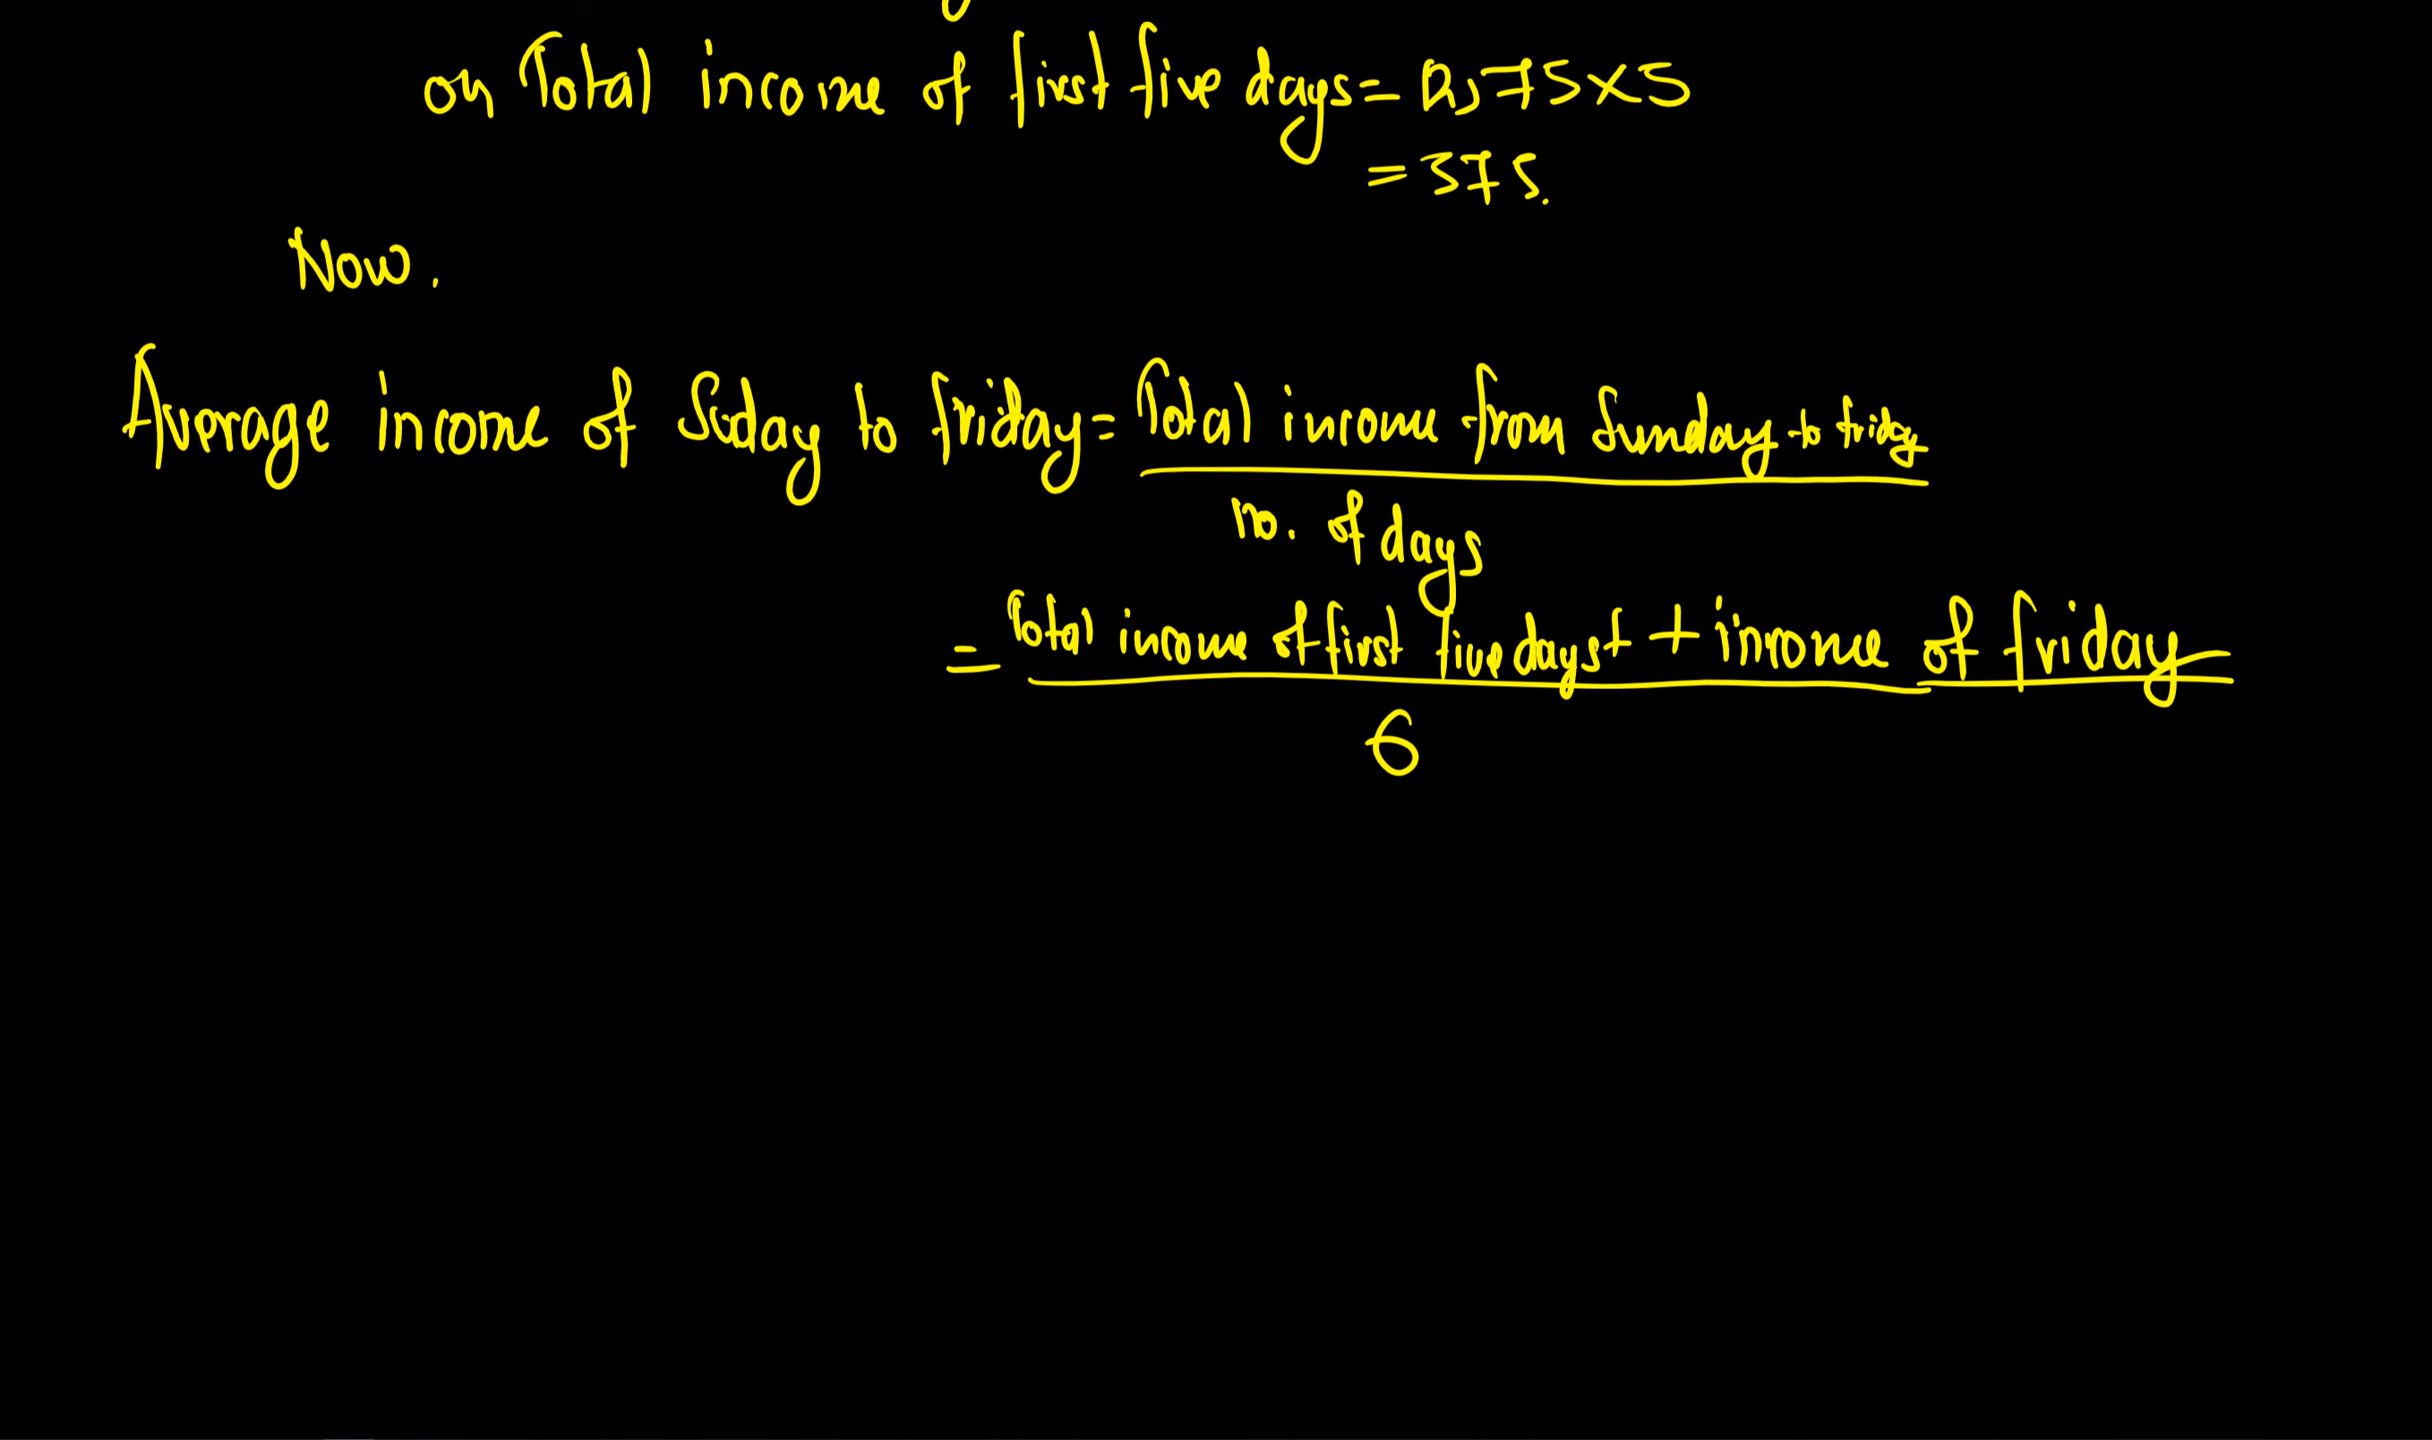 on Total income of first five days = Rs 75×5
= 375.
Now.
Average income of Suday to friday = Total income from Sunday to friday
no. of days
= Total income of first five days + + income of friday
6